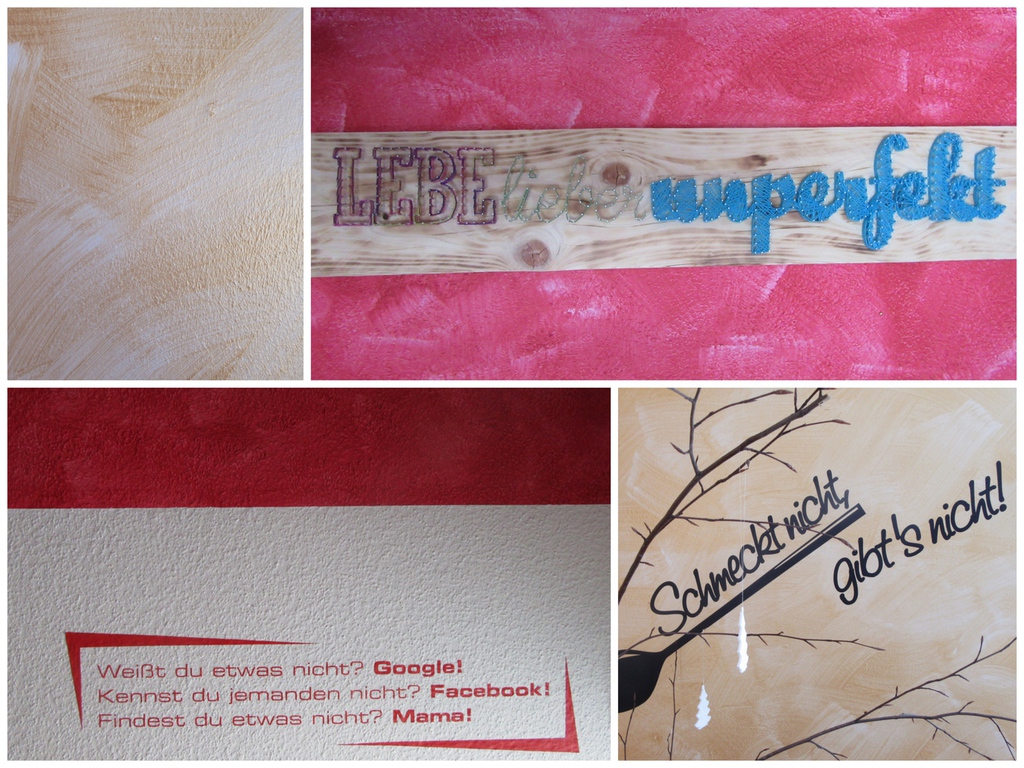 LEBE lieber unperfekt
Weißt du etwas nicht? Google!
Kennst du jemanden nicht? Facebook!
Findest du etwas nicht? Mama!
Schmeckt nicht,
gibt's nicht!